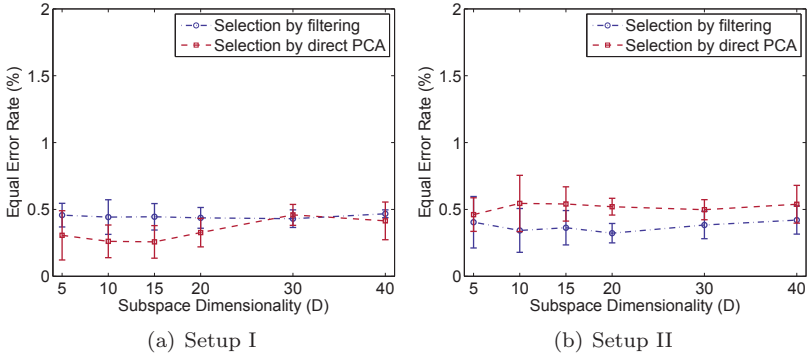 2
1.5
1
0.5
0
Equal Error Rate (%)
Selection by filtering
Selection by direct PCA
5 10 15 20 30 40
Subspace Dimensionality (D)
(a) Setup I
2
1.5
1
0.5
0
Equal Error Rate (%)
Selection by filtering
Selection by direct PCA
5 10 15 20 30 40
Subspace Dimensionality (D)
(b) Setup II